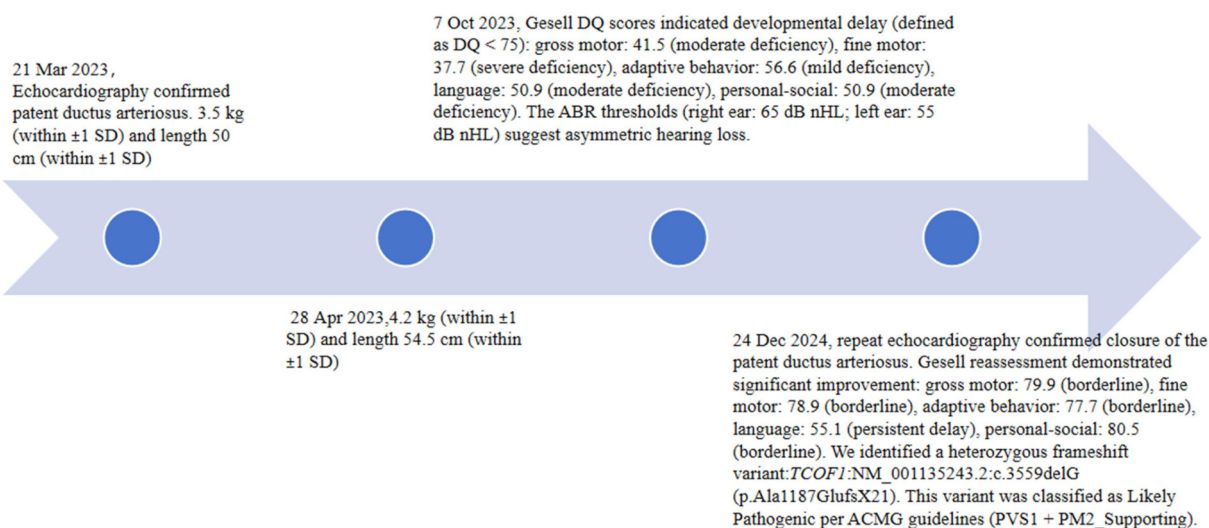 21 Mar 2023,
Echocardiography confirmed
patent ductus arteriosus. 3.5 kg
(within ±1 SD) and length 50
cm (within ±1 SD)
28 Apr 2023,4.2 kg (within ±1
SD) and length 54.5 cm (within
±1 SD)
7 Oct 2023, Gesell DQ scores indicated developmental delay (defined
as DQ < 75): gross motor: 41.5 (moderate deficiency), fine motor:
37.7 (severe deficiency), adaptive behavior: 56.6 (mild deficiency),
language: 50.9 (moderate deficiency), personal-social: 50.9 (moderate
deficiency). The ABR thresholds (right ear: 65 dB nHL; left ear: 55
dB nHL) suggest asymmetric hearing loss.
24 Dec 2024, repeat echocardiography confirmed closure of the
patent ductus arteriosus. Gesell reassessment demonstrated
significant improvement: gross motor: 79.9 (borderline), fine
motor: 78.9 (borderline), adaptive behavior: 77.7 (borderline),
language: 55.1 (persistent delay), personal-social: 80.5
(borderline). We identified a heterozygous frameshift
variant:TCOF1:NM_001135243.2:c.3559delG
(p.Ala1187GlufsX21). This variant was classified as Likely
Pathogenic per ACMG guidelines (PVS1 + PM2_Supporting).